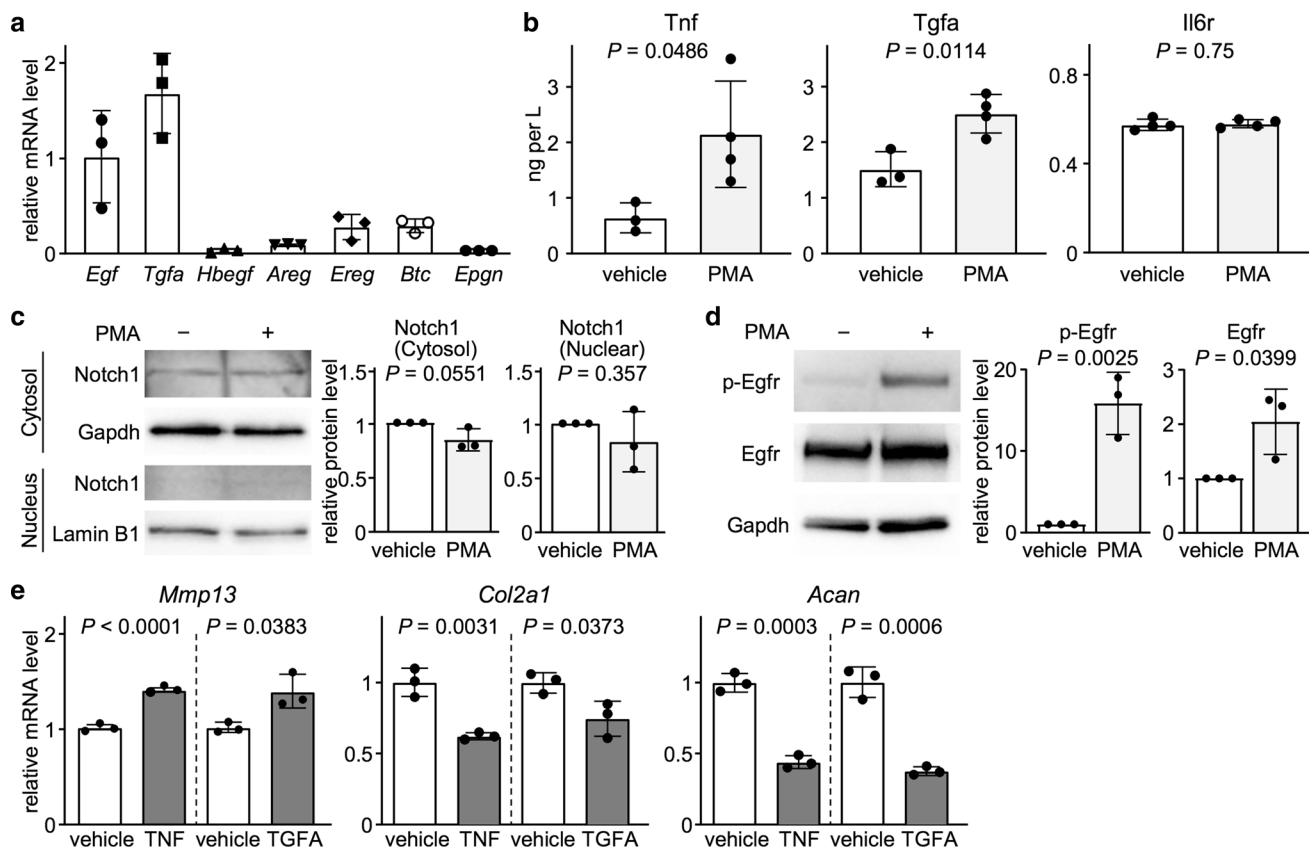 a
relative mRNA level
2
1
0
Egf Tgfa Hbegf Areg Ereg Btc Epgn
b
Tnf
P = 0.0486
ng per L
3
2
1
0
vehicle PMA
Tgfa
P = 0.0114
3
2
1
0
vehicle PMA
Il6r
P = 0.75
0.8
0.4
0
vehicle PMA
c
PMA – +
Cytosol
Notch1
Gapdh
Nucleus
Notch1
Lamin B1
relative protein level
Notch1
(Cytosol)
P = 0.0551
1.5
1
0.5
0
vehicle PMA
Notch1
(Nuclear)
P = 0.357
1.5
1
0.5
0
vehicle PMA
d
PMA – +
p-Egfr
Egfr
Gapdh
relative protein level
p-Egfr
P = 0.0025
20
10
0
vehicle PMA
Egfr
P = 0.0399
3
2
1
0
vehicle PMA
e
relative mRNA level
Mmp13
P < 0.0001 P = 0.0383
2
1
0
vehicle TNF vehicle TGFA
Col2a1
P = 0.0031 P = 0.0373
1
0.5
0
vehicle TNF vehicle TGFA
Acan
P = 0.0003 P = 0.0006
1
0.5
0
vehicle TNF vehicle TGFA